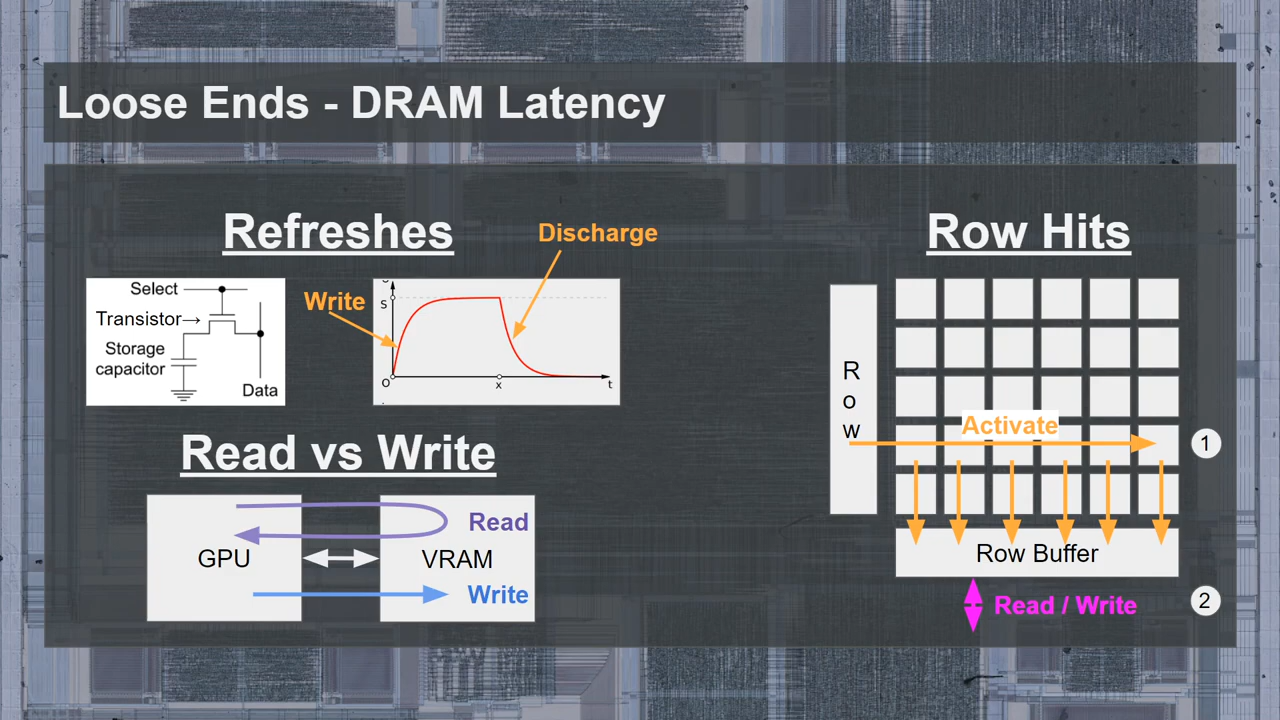 Loose Ends - DRAM Latency
Refreshes
Select
Transistor→
Storage
capacitor
Data
Write
Discharge
S
O
x
t
Read vs Write
GPU
VRAM
Read
Write
Row Hits
R
o
w
Activate
1
Row Buffer
Read / Write
2